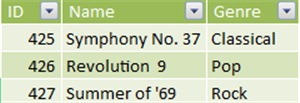 ID Name Genre
425 Symphony No. 37 Classical
426 Revolution 9 Pop
427 Summer of '69 Rock